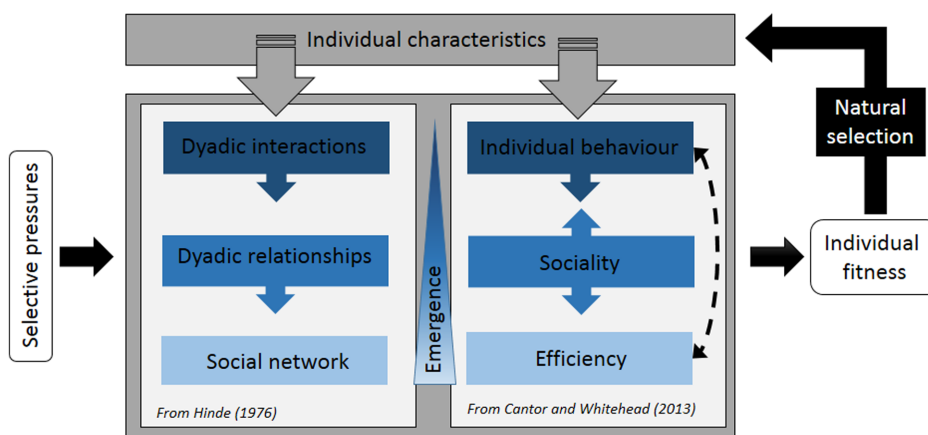 Individual characteristics
Selective pressures
Dyadic interactions
Dyadic relationships
Social network
From Hinde (1976)
Emergence
Individual behaviour
Sociality
Efficiency
From Cantor and Whitehead (2013)
Natural
selection
Individual
fitness